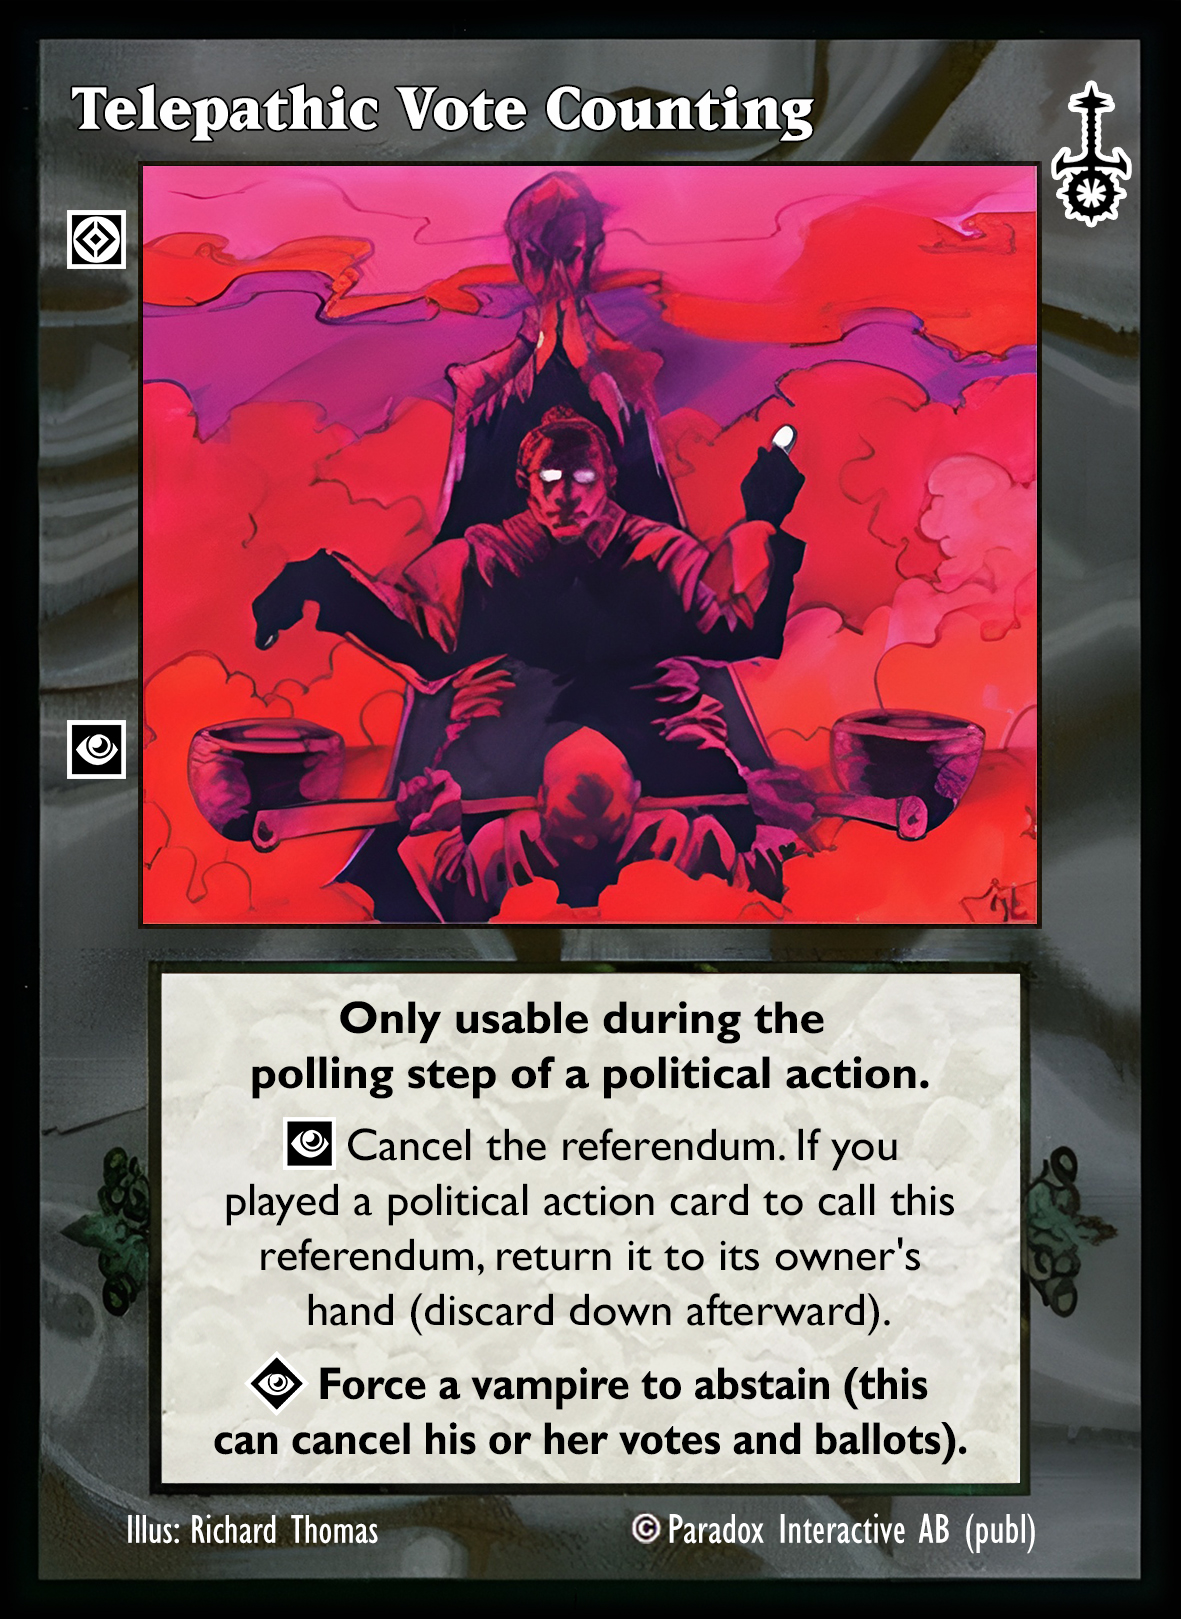 Telepathic Vote Counting
Only usable during the
polling step of a political action.
Cancel the referendum. If you
played a political action card to call this
referendum, return it to its owner's
hand (discard down afterward).
Force a vampire to abstain (this
can cancel his or her votes and ballots).
Illus: Richard Thomas
© Paradox Interactive AB (publ)